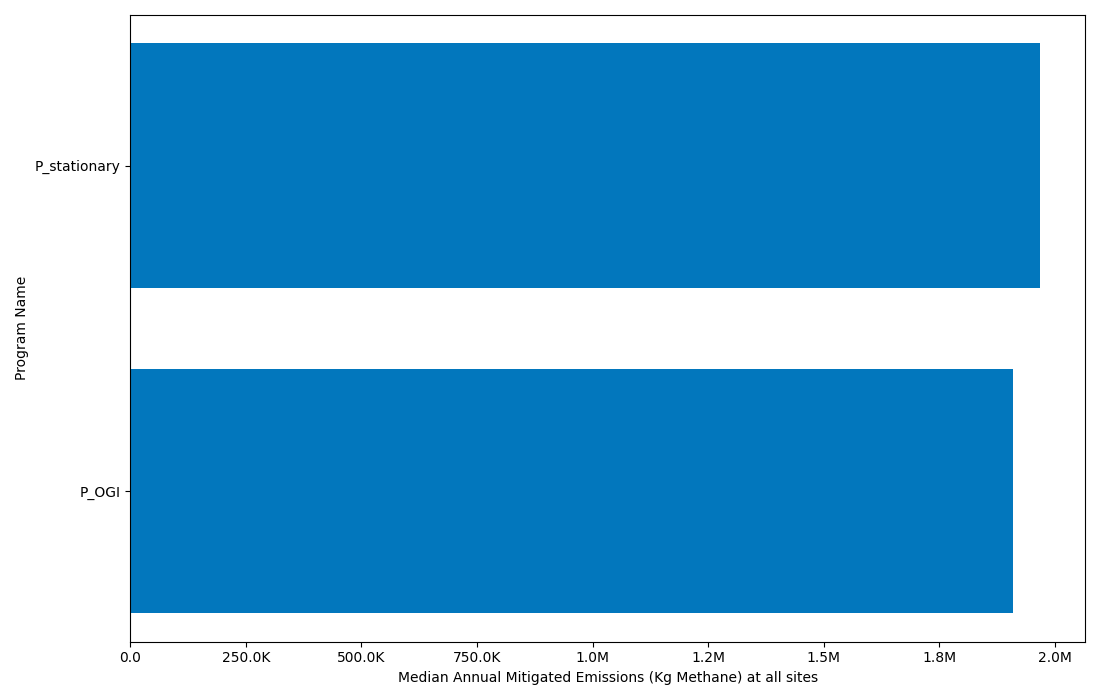 P_stationary
P_OGI
Program Name
0.0 250.0K 500.0K 750.0K 1.0M 1.2M 1.5M 1.8M 2.0M
Median Annual Mitigated Emissions (Kg Methane) at all sites